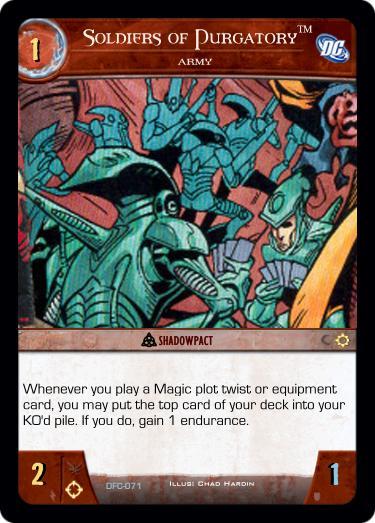 1
SOLDIERS OF PURGATORY™
DC
ARMY
SHADOWPACT
Whenever you play a Magic plot twist or equipment
card, you may put the top card of your deck into your
KO'd pile. If you do, gain 1 endurance.
2
DFC-071
ILLUS: CHAD HARDIN
1